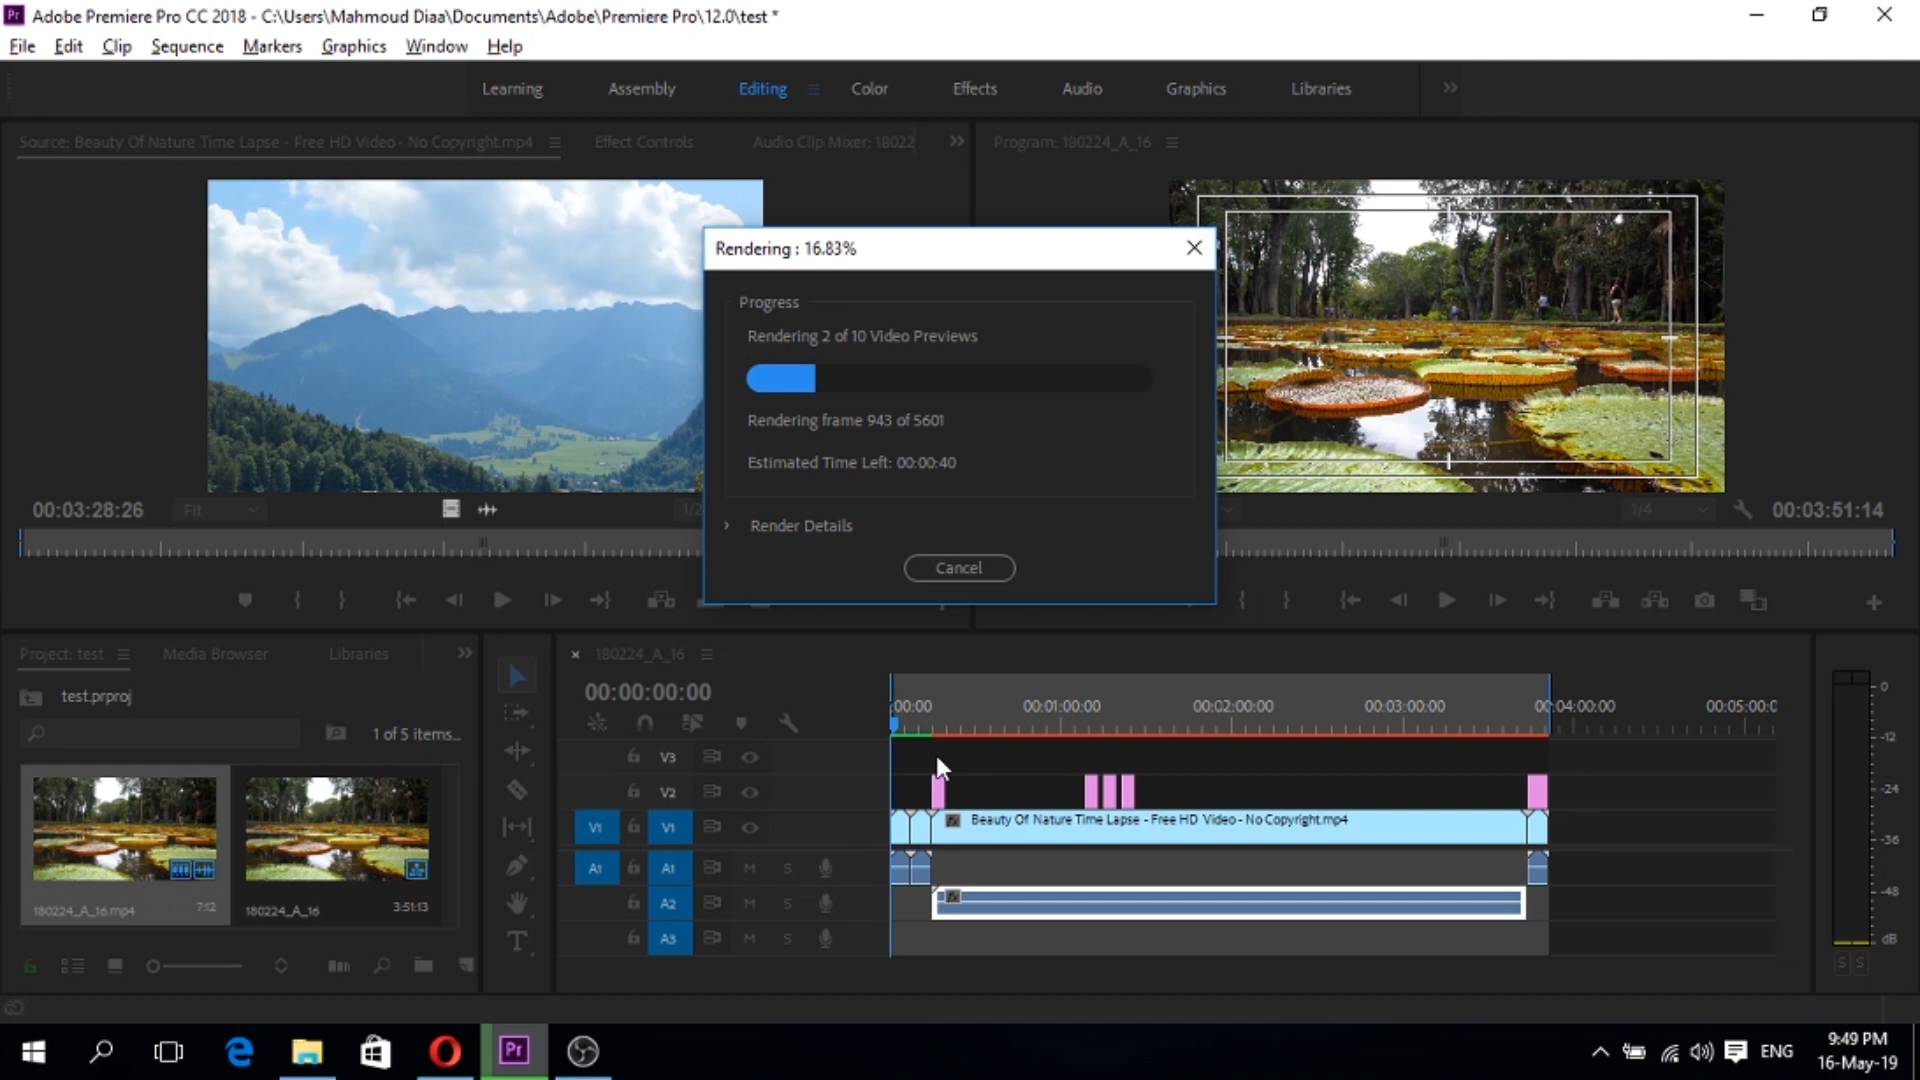 Pr Adobe Premiere Pro CC 2018 - C:\Users\Mahmoud Diaa\Documents\Adobe\Premiere Pro\12.0\test *
File Edit Clip Sequence Markers Graphics Window Help
Learning Assembly Editing Color Effects Audio Graphics Libraries
Source: Beauty Of Nature Time Lapse - Free HD Video - No Copyright.mp4 Effect Controls Audio Clip Mixer: 18022 Program: 180224_A_16
Rendering : 16.83%
Progress
Rendering 2 of 10 Video Previews
Rendering frame 943 of 5601
Estimated Time Left: 00:00:40
Render Details
Cancel
00:03:28:26 Fit 1/2 1/4 00:03:51:14
Project: test Media Browser Libraries
test.prproj
1 of 5 items...
180224_A_16.mp4 7:12
180224_A_16 3:51:13
180224_A_16
00:00:00:00
:00:00 00:01:00:00 00:02:00:00 00:03:00:00 00:04:00:00 00:05:00:0
V3
V2
V1 V1 Beauty Of Nature Time Lapse - Free HD Video - No Copyright.mp4
fx
A1 A1 M S
A2 M S fx
A3 M S
T
0
-12
-24
-36
-48
dB
S S
Pr
ENG
9:49 PM
16-May-19